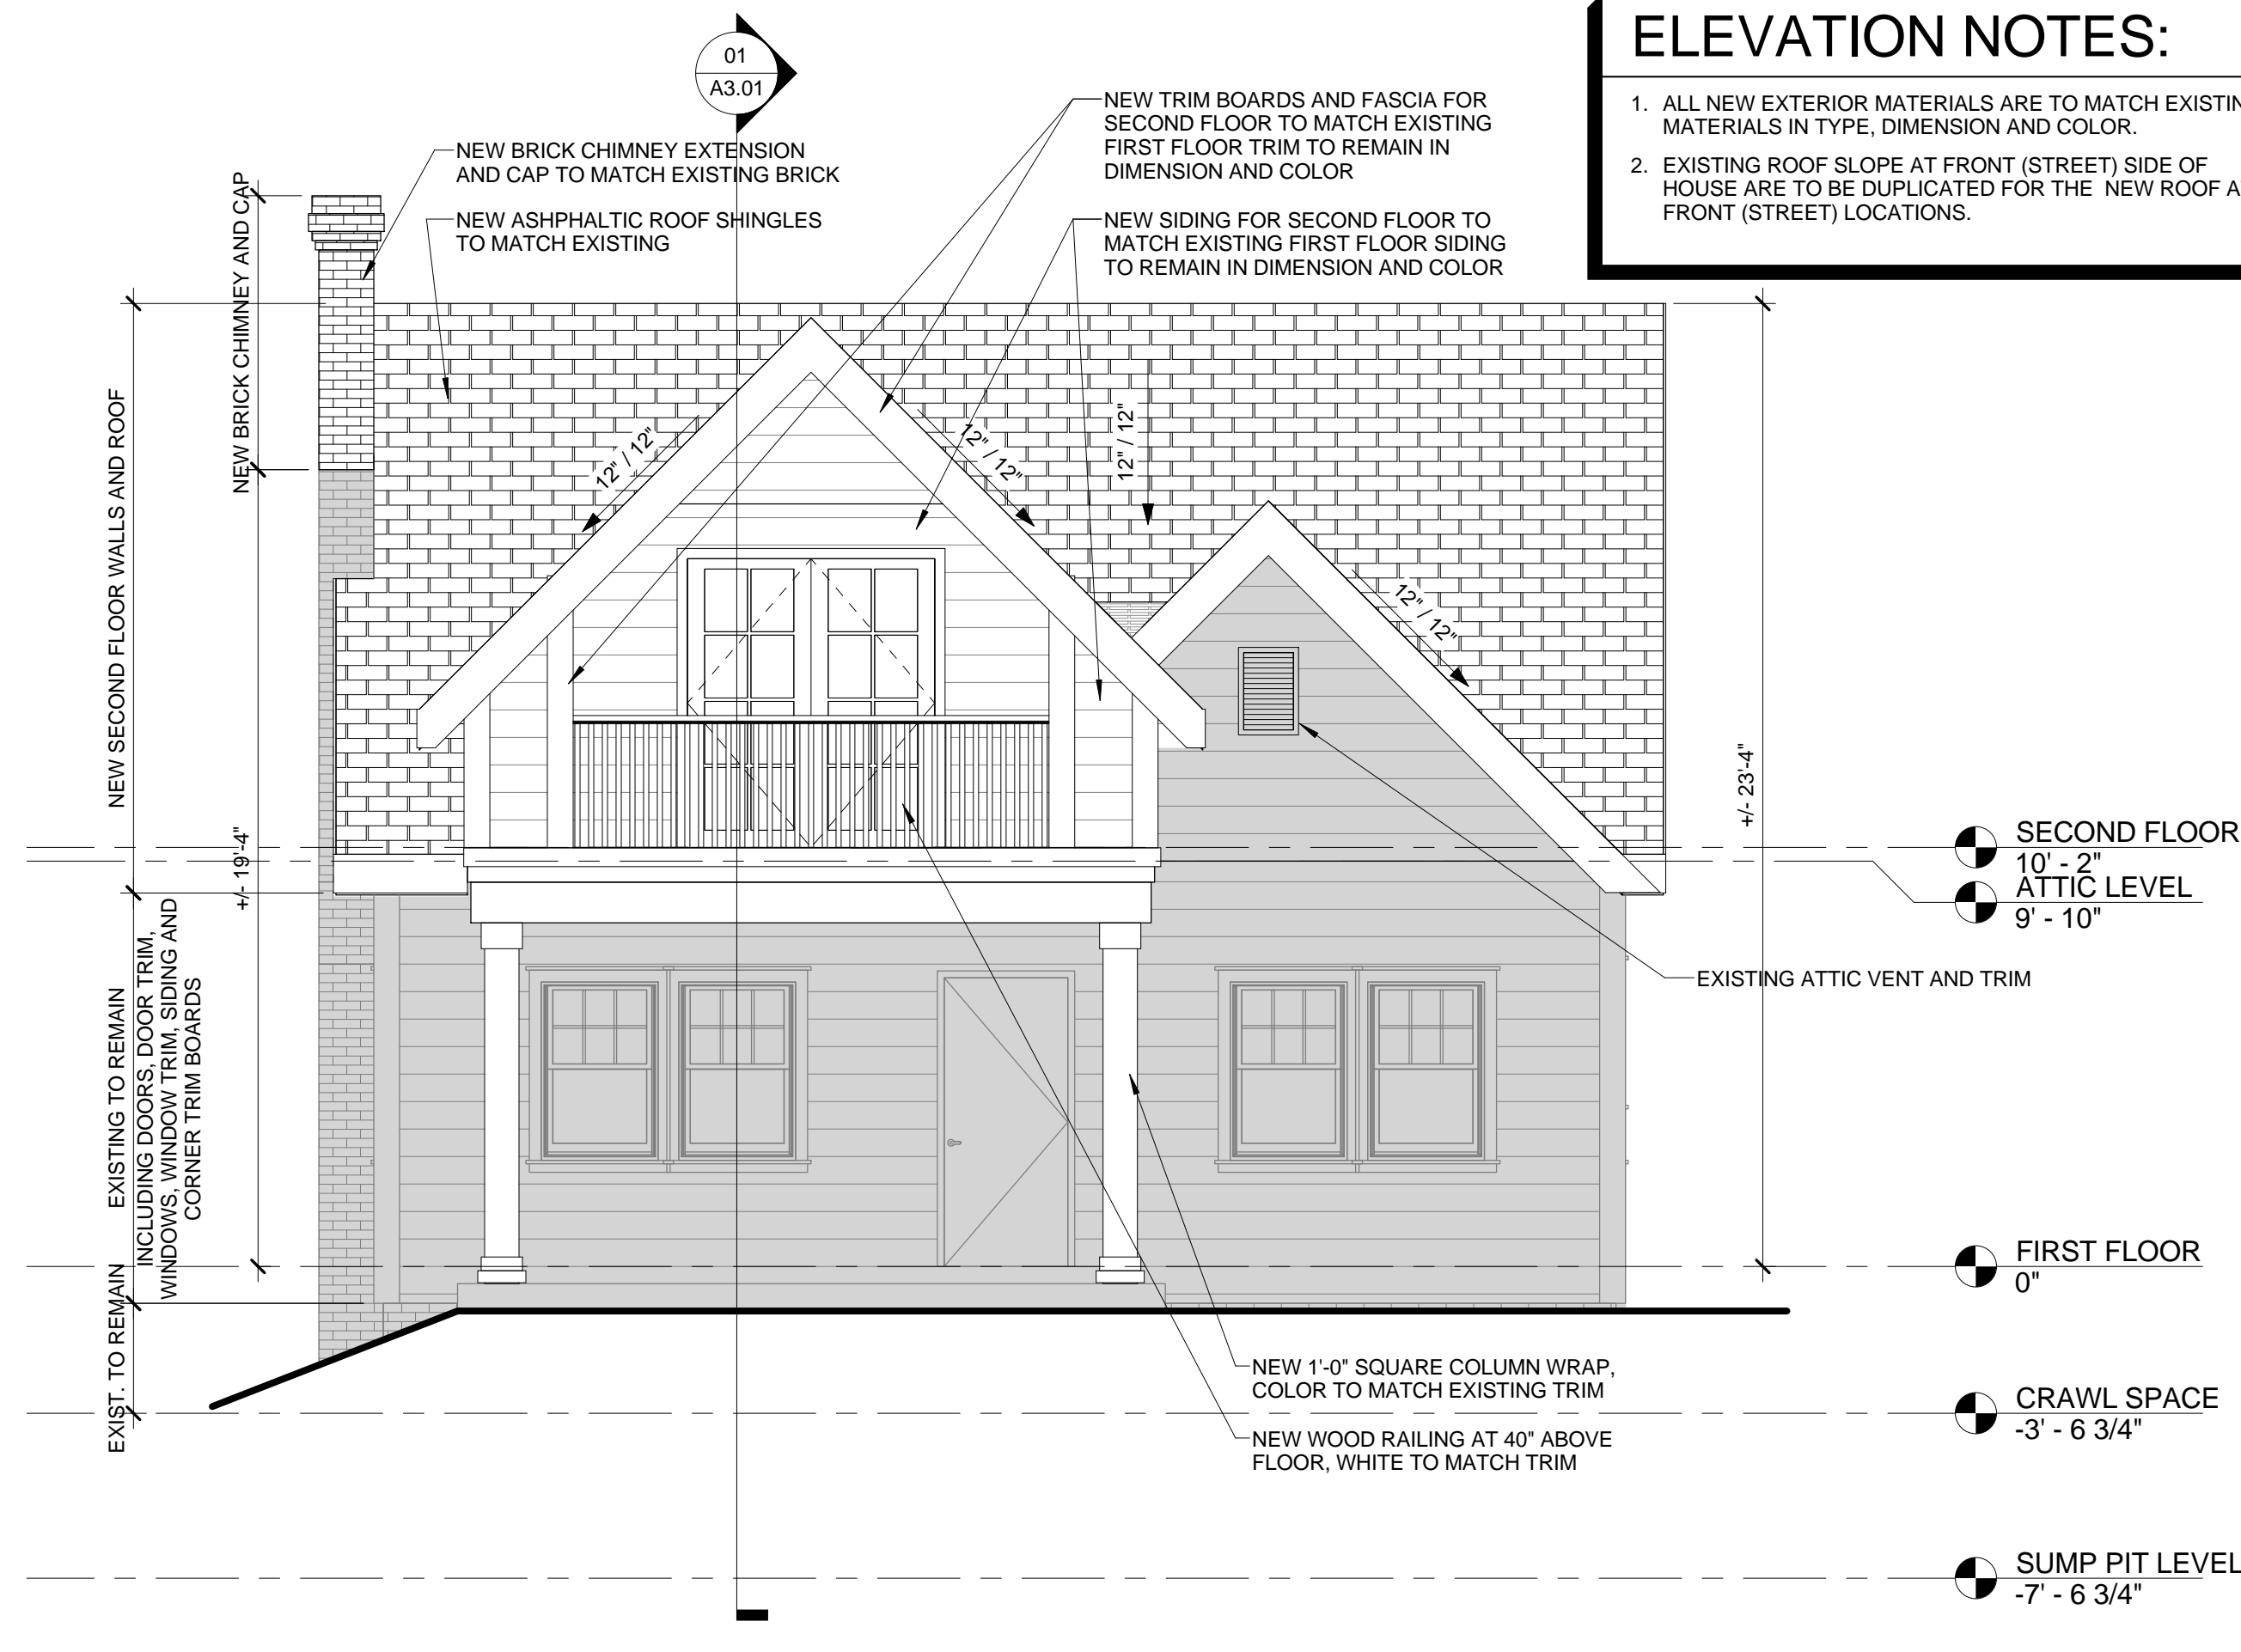 ELEVATION NOTES:
1. ALL NEW EXTERIOR MATERIALS ARE TO MATCH EXISTIN
MATERIALS IN TYPE, DIMENSION AND COLOR.
2. EXISTING ROOF SLOPE AT FRONT (STREET) SIDE OF
HOUSE ARE TO BE DUPLICATED FOR THE NEW ROOF A
FRONT (STREET) LOCATIONS.
01
A3.01
NEW TRIM BOARDS AND FASCIA FOR
SECOND FLOOR TO MATCH EXISTING
FIRST FLOOR TRIM TO REMAIN IN
DIMENSION AND COLOR
NEW BRICK CHIMNEY EXTENSION
AND CAP TO MATCH EXISTING BRICK
NEW ASHPHALTIC ROOF SHINGLES
TO MATCH EXISTING
NEW SIDING FOR SECOND FLOOR TO
MATCH EXISTING FIRST FLOOR SIDING
TO REMAIN IN DIMENSION AND COLOR
NEW BRICK CHIMNEY AND CAP
NEW SECOND FLOOR WALLS AND ROOF
12" / 12"
12" / 12"
12" / 12"
12" / 12"
+/- 19'-4"
+/- 23'-4"
SECOND FLOOR
10' - 2"
ATTIC LEVEL
9' - 10"
EXISTING ATTIC VENT AND TRIM
EXISTING TO REMAIN
INCLUDING DOORS, DOOR TRIM,
WINDOWS, WINDOW TRIM, SIDING AND
CORNER TRIM BOARDS
FIRST FLOOR
0"
EXIST. TO REMAIN
NEW 1'-0" SQUARE COLUMN WRAP,
COLOR TO MATCH EXISTING TRIM
CRAWL SPACE
-3' - 6 3/4"
NEW WOOD RAILING AT 40" ABOVE
FLOOR, WHITE TO MATCH TRIM
SUMP PIT LEVEL
-7' - 6 3/4"